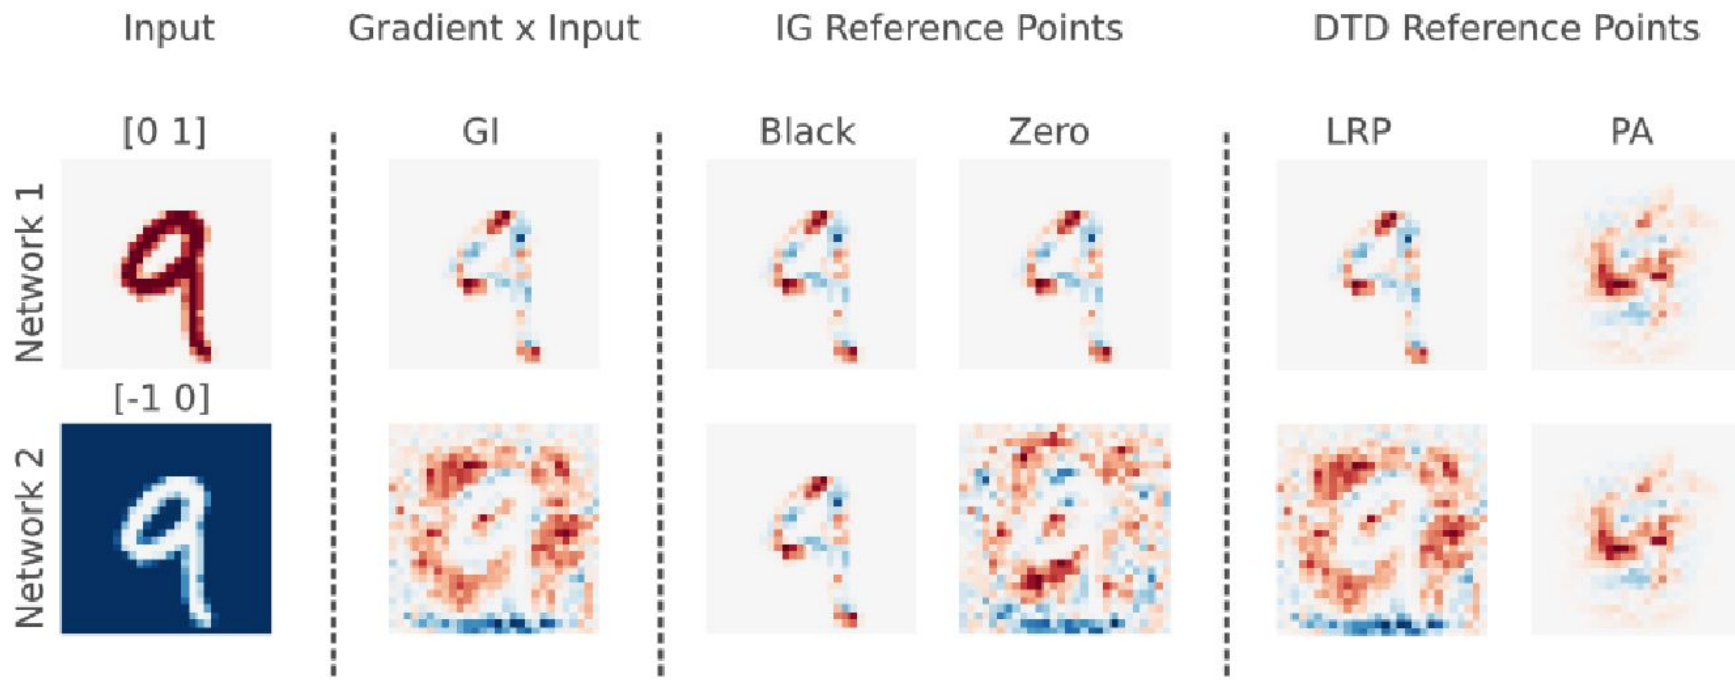 Input Gradient x Input IG Reference Points DTD Reference Points
[0 1] GI Black Zero LRP PA
Network 1
[-1 0]
Network 2